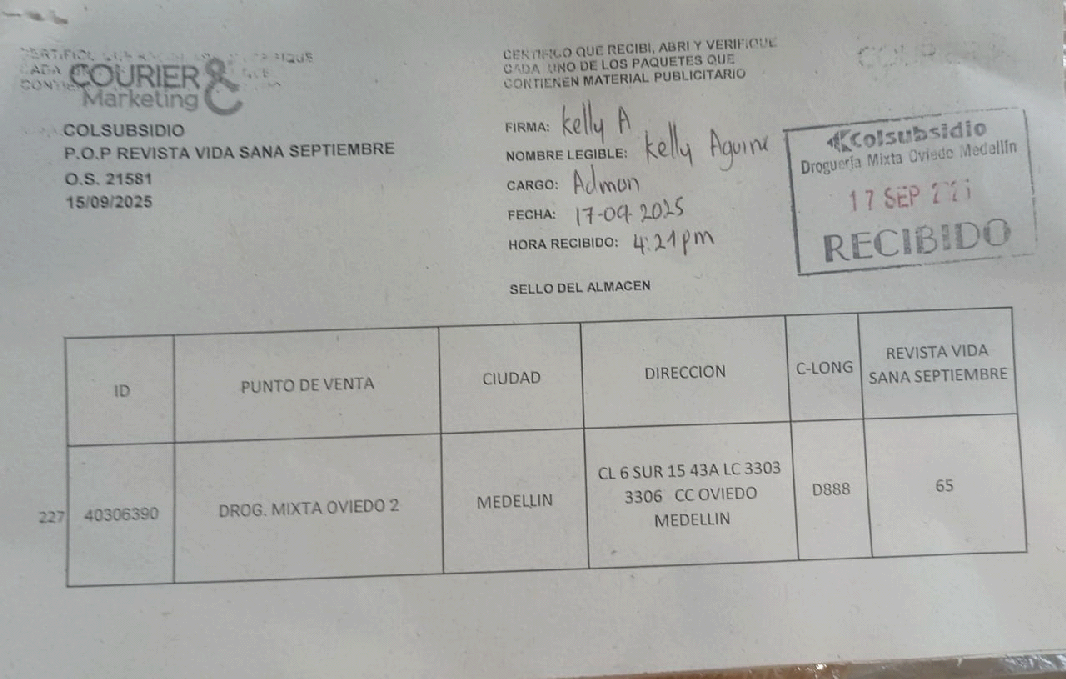 COURIER &
Marketing
COLSUBSIDIO
P.O.P REVISTA VIDA SANA SEPTIEMBRE
O.S. 21581
15/09/2025
CERTIFICO QUE RECIBI, ABRI Y VERIFIQUE
CADA UNO DE LOS PAQUETES QUE
CONTIENEN MATERIAL PUBLICITARIO
FIRMA: Kelly A
NOMBRE LEGIBLE: Kelly
CARGO: Admon
FECHA: 17-09 2025
HORA RECIBIDO: 4:21pm
SELLO DEL ALMACEN
Colsubsidio
Droguería Mixta Oviedo Medellín
17 SEP
RECIBIDO
ID PUNTO DE VENTA CIUDAD DIRECCION C-LONG REVISTA VIDA
SANA SEPTIEMBRE
227 40306390 DROG. MIXTA OVIEDO 2 MEDELLIN CL 6 SUR 15 43A LC 3303
3306 CC OVIEDO
MEDELLIN
D888 65